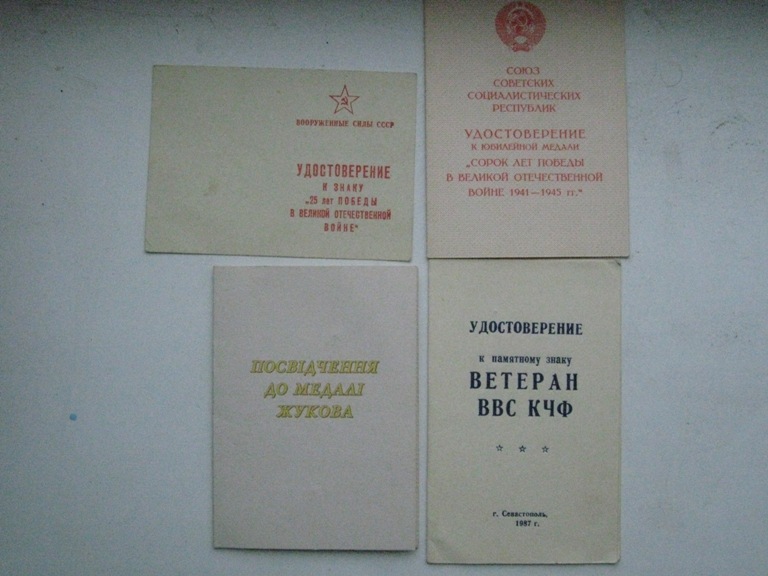 ВООРУЖЕННЫЕ СИЛЫ СССР
УДОСТОВЕРЕНИЕ
К ЗНАКУ
„25 лет ПОБЕДЫ
В ВЕЛИКОЙ ОТЕЧЕСТВЕННОЙ
ВОЙНЕ"
СОЮЗ
СОВЕТСКИХ
СОЦИАЛИСТИЧЕСКИХ
РЕСПУБЛИК
УДОСТОВЕРЕНИЕ
К ЮБИЛЕЙНОЙ МЕДАЛИ
„СОРОК ЛЕТ ПОБЕДЫ
В ВЕЛИКОЙ ОТЕЧЕСТВЕННОЙ
ВОЙНЕ 1941—1945 гг."
ПОСВІДЧЕННЯ
ДО МЕДАЛІ
ЖУКОВА
УДОСТОВЕРЕНИЕ
к памятному знаку
ВЕТЕРАН
ВВС КЧФ
г. Севастополь,
1987 г.